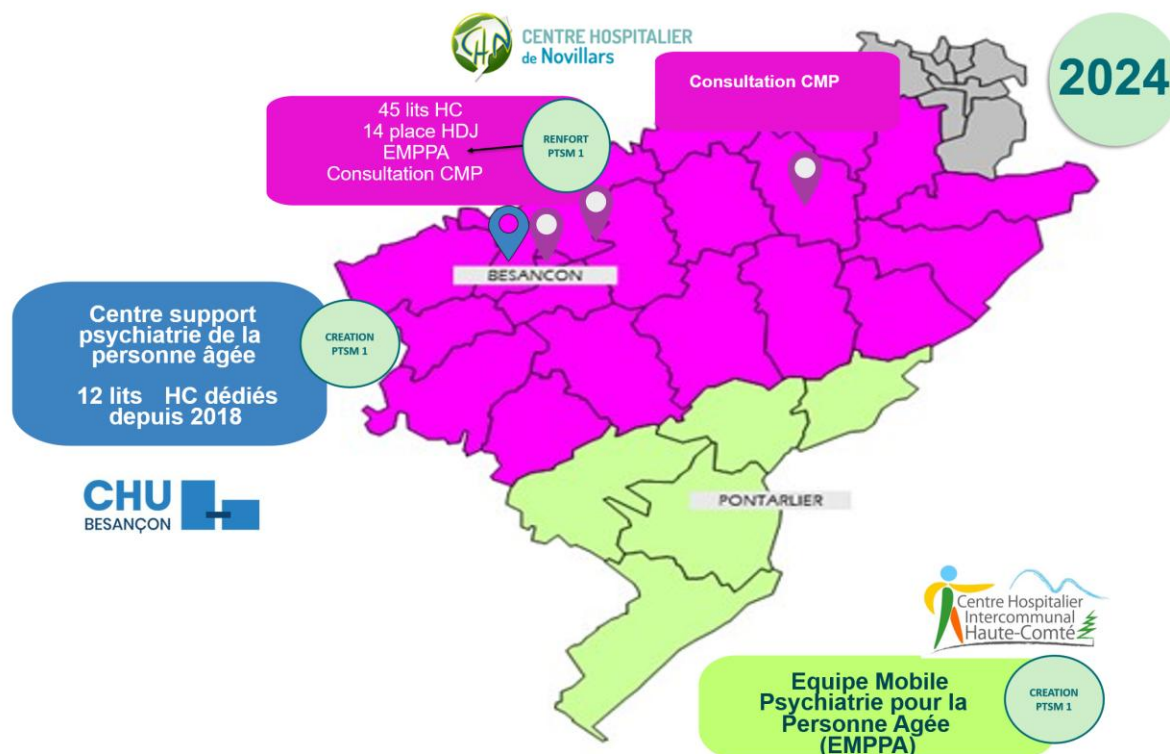 CHN
CENTRE HOSPITALIER
de Novillars
2024
Consultation CMP
45 lits HC
14 place HDJ
EMPPA
Consultation CMP
RENFORT
PTSM 1
BESANCON
Centre support
psychiatrie de la
personne âgée
12 lits HC dédiés
depuis 2018
CREATION
PTSM 1
CHU
BESANÇON
PONTARLIER
Centre Hospitalier
Intercommunal
Haute-Comté
Equipe Mobile
Psychiatrie pour la
Personne Agée
(EMPPA)
CREATION
PTSM 1